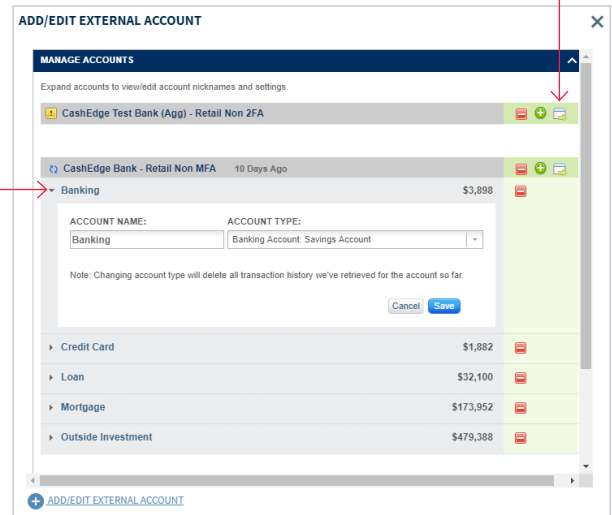 ADD/EDIT EXTERNAL ACCOUNT
MANAGE ACCOUNTS
Expand accounts to view/edit account nicknames and settings.
CashEdge Test Bank (Agg) - Retail Non 2FA
CashEdge Bank - Retail Non MFA 10 Days Ago
Banking $3,898
ACCOUNT NAME: ACCOUNT TYPE:
Banking Banking Account: Savings Account
Note: Changing account type will delete all transaction history we've retrieved for the account so far.
Cancel Save
Credit Card $1,882
Loan $32,100
Mortgage $173,952
Outside Investment $479,388
ADD/EDIT EXTERNAL ACCOUNT